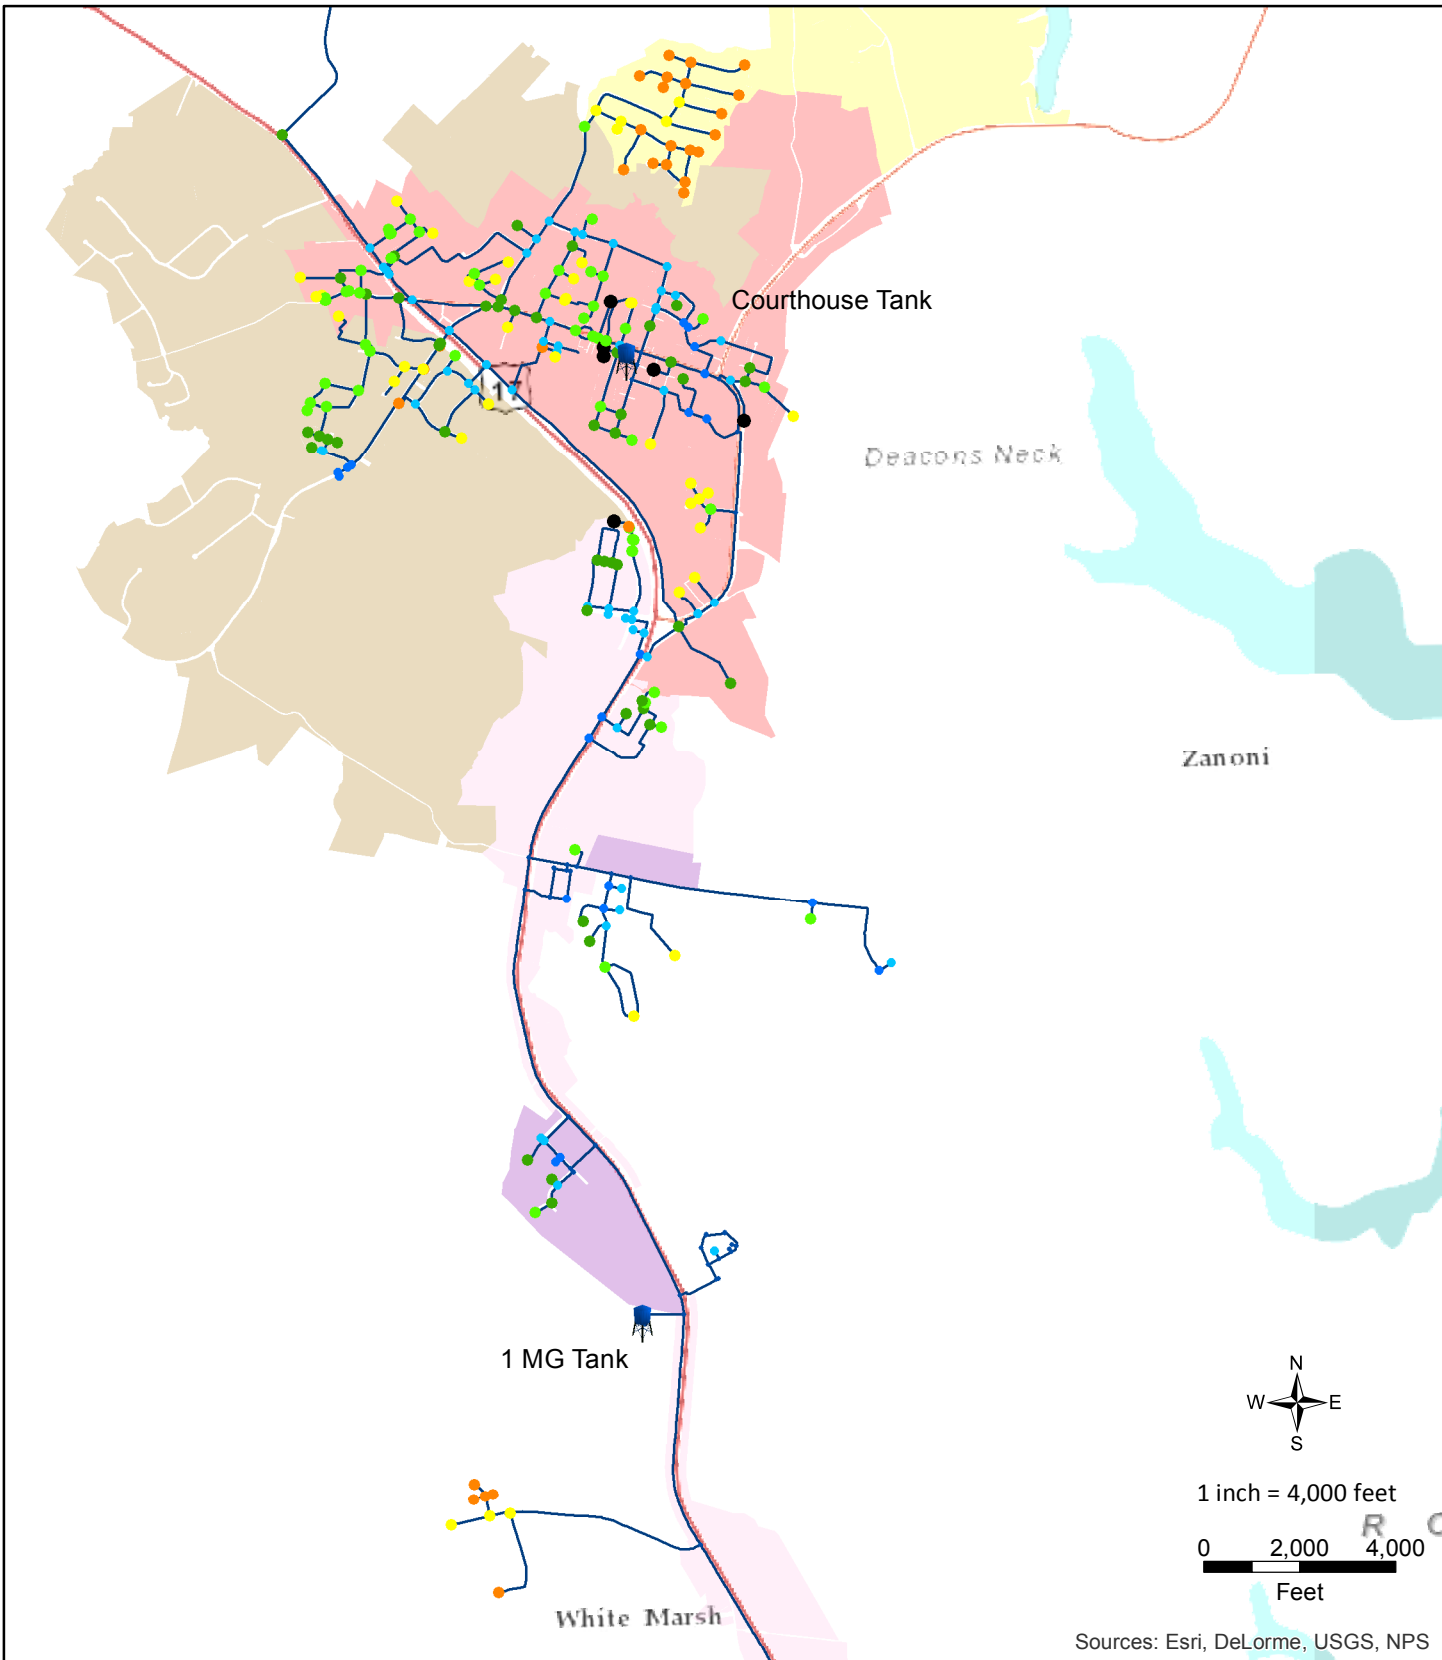 Courthouse Tank
17
Deacons Neck
Zanoni
1 MG Tank
N
W E
S
1 inch = 4,000 feet
R
0 2,000 4,000
Feet
White Marsh
Sources: Esri, DeLorme, USGS, NPS